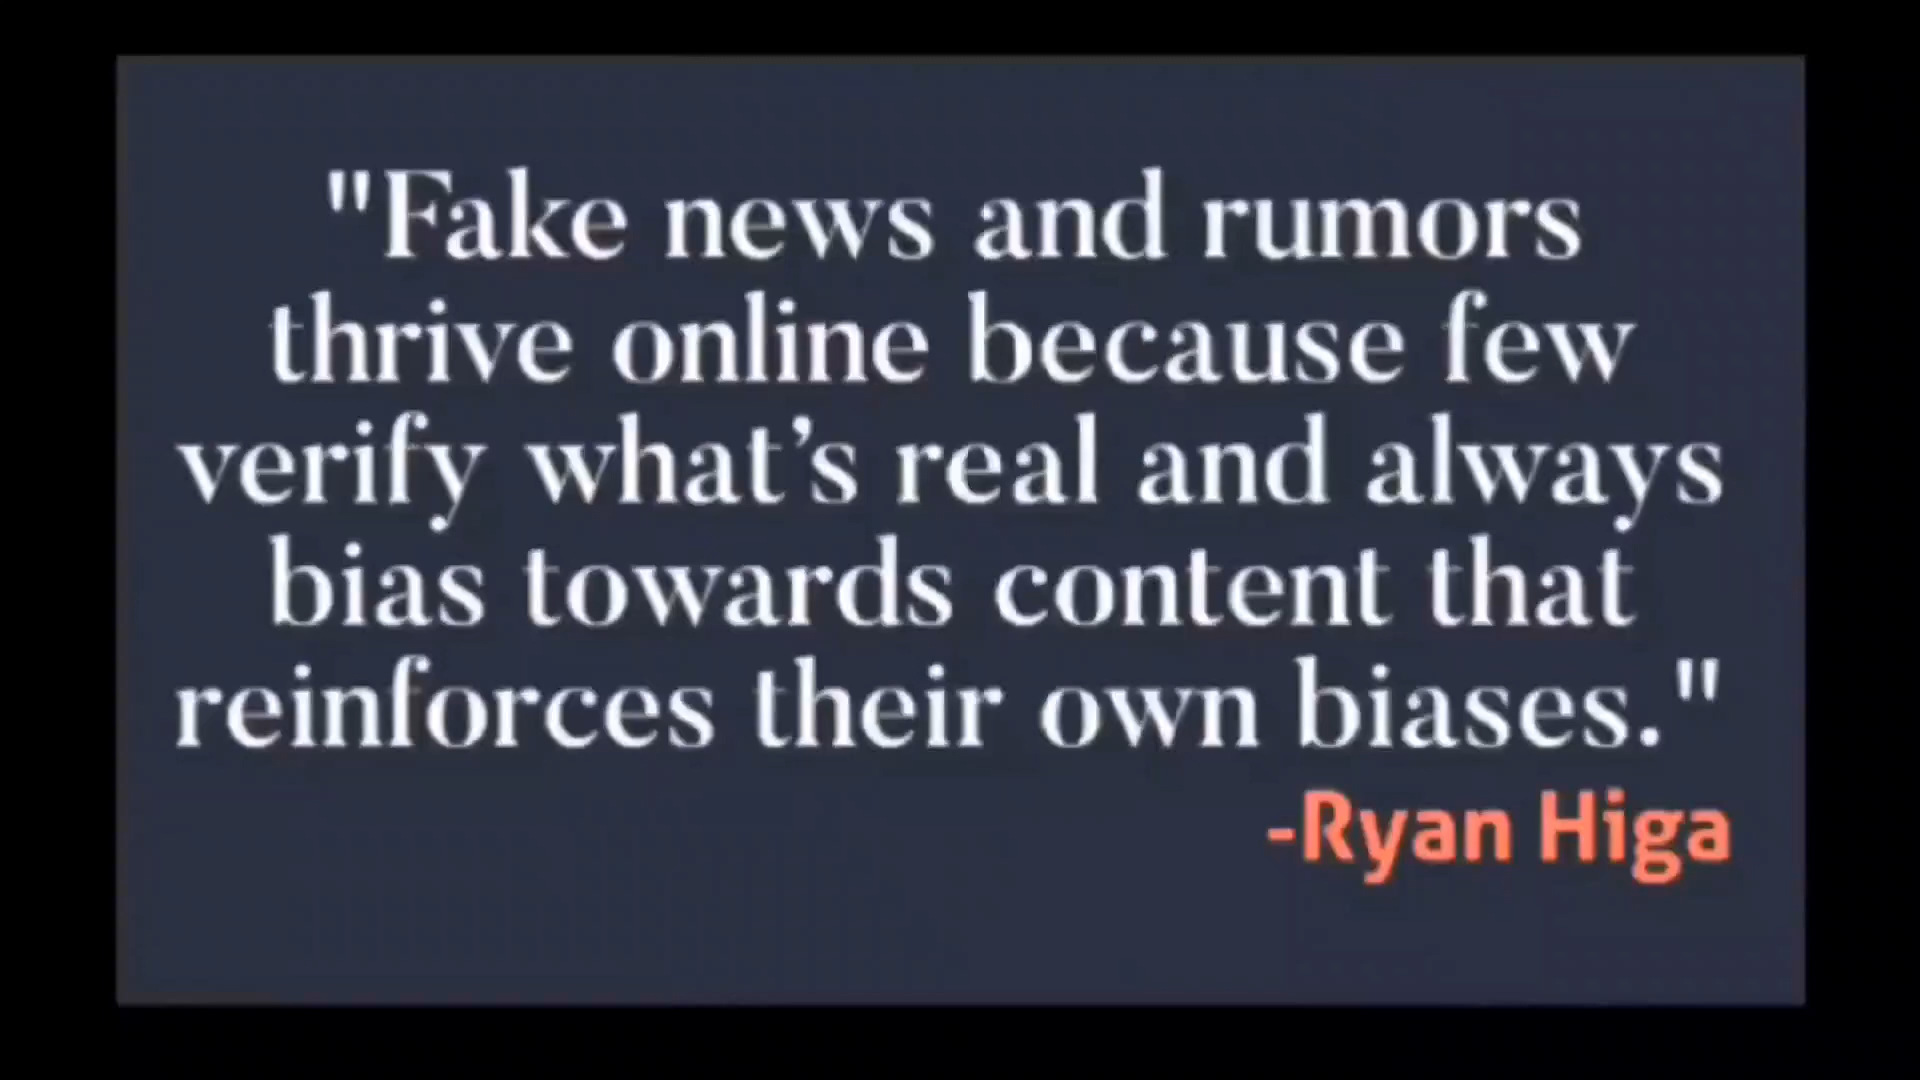 "Fake news and rumors
thrive online because few
verify what’s real and always
bias towards content that
reinforces their own biases."
-Ryan Higa